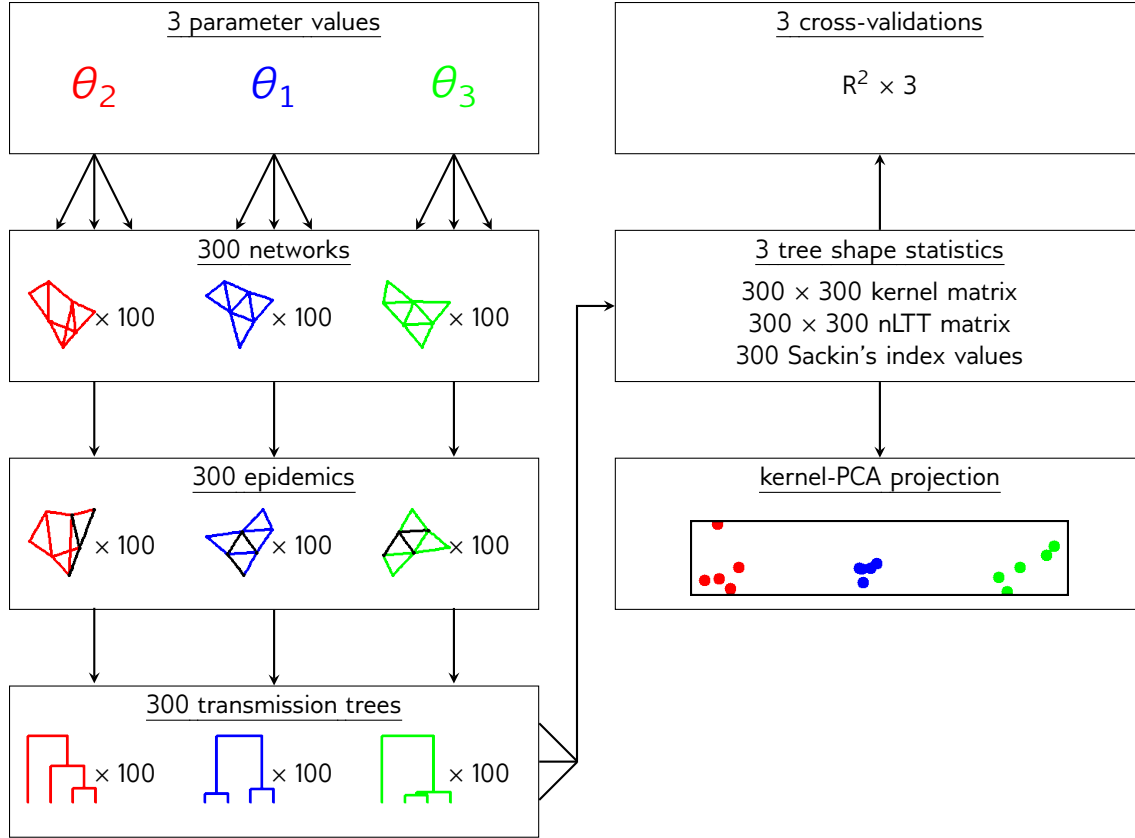 3 parameter values
θ2 θ1 θ3
300 networks
× 100 × 100 × 100
300 epidemics
× 100 × 100 × 100
300 transmission trees
× 100 × 100 × 100
3 cross-validations
R² × 3
3 tree shape statistics
300 × 300 kernel matrix
300 × 300 nLTT matrix
300 Sackin's index values
kernel-PCA projection